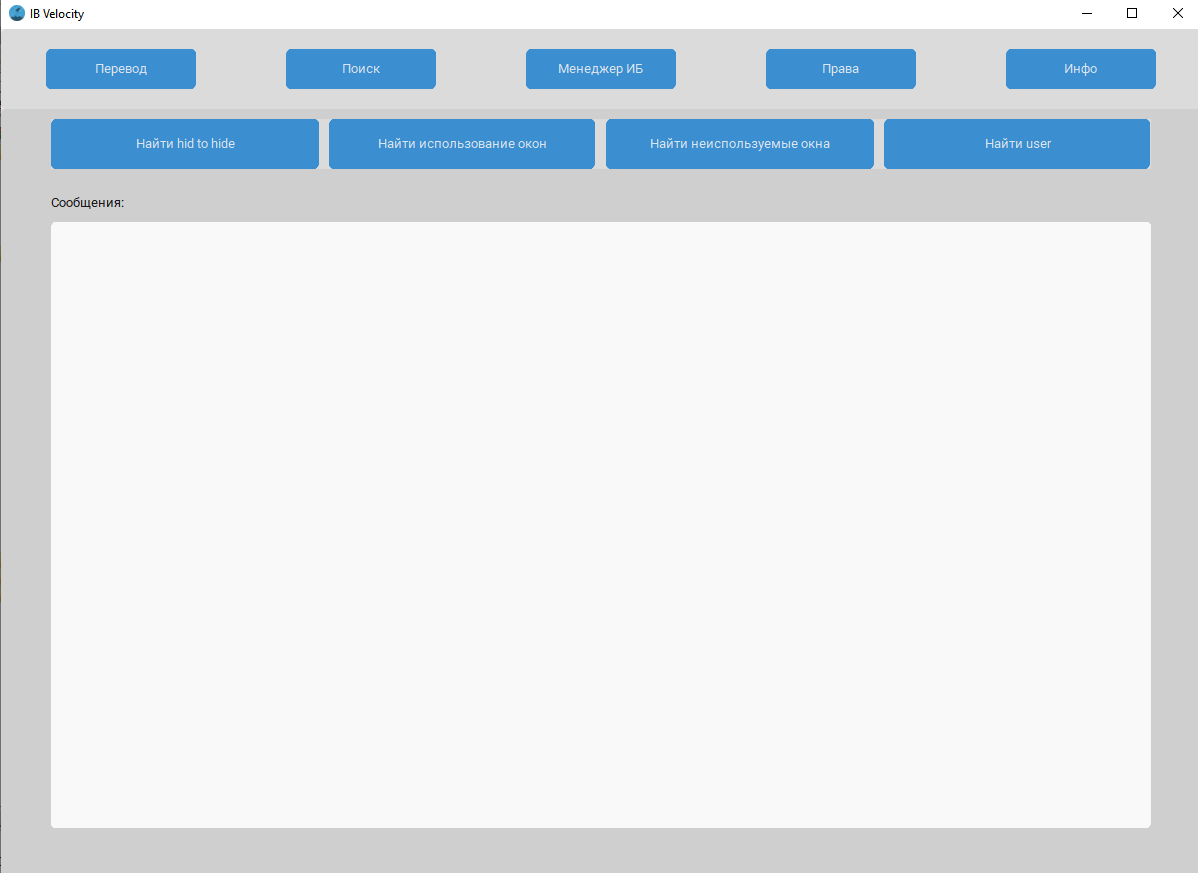 IB Velocity
Перевод Поиск Менеджер ИБ Права Инфо
Найти hid to hide Найти использование окон Найти неиспользуемые окна Найти user
Сообщения: